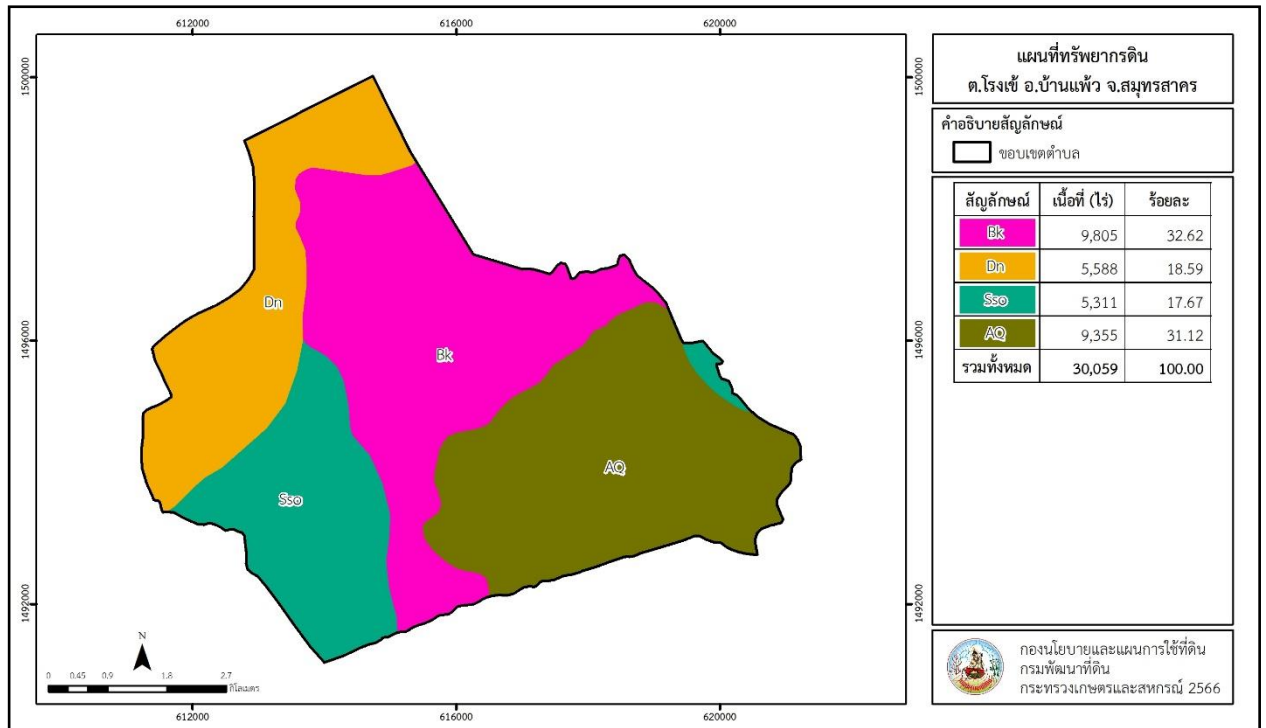 612000
616000
620000
1500000
1496000
1492000
Dn
Bk
Sso
AQ
N
0 0.45 0.9 1.8 2.7
กิโลเมตร
612000
616000
620000
1500000
1496000
1492000
แผนที่ทรัพยากรดิน
ต.โรงเข้ อ.บ้านแพ้ว จ.สมุทรสาคร
คำอธิบายสัญลักษณ์
ขอบเขตตำบล
สัญลักษณ์ เนื้อที่ (ไร่) ร้อยละ
Bk 9,805 32.62
Dn 5,588 18.59
Sso 5,311 17.67
AQ 9,355 31.12
รวมทั้งหมด 30,059 100.00
กองนโยบายและแผนการใช้ที่ดิน
กรมพัฒนาที่ดิน
กระทรวงเกษตรและสหกรณ์ 2566